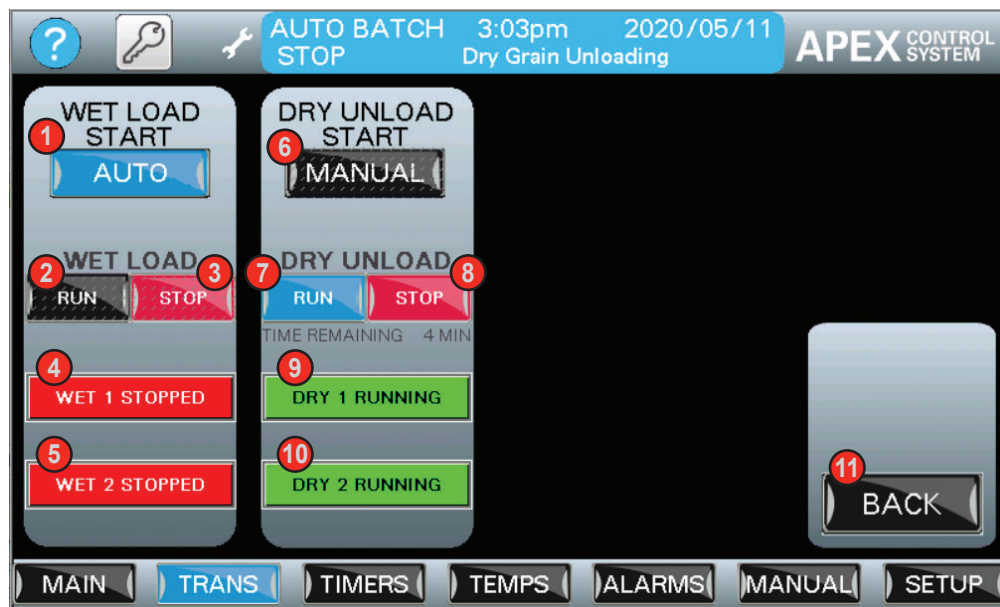 ?
AUTO BATCH 3:03pm 2020/05/11
STOP Dry Grain Unloading
APEX CONTROL SYSTEM
WET LOAD
START
1
AUTO
WET LOAD
2 3
RUN STOP
4
WET 1 STOPPED
5
WET 2 STOPPED
DRY UNLOAD
START
6
MANUAL
DRY UNLOAD
7 8
RUN STOP
TIME REMAINING 4 MIN
9
DRY 1 RUNNING
10
DRY 2 RUNNING
11
BACK
MAIN TRANS TIMERS TEMPS ALARMS MANUAL SETUP